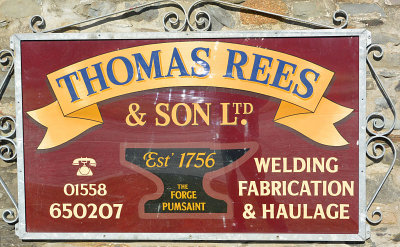 THOMAS REES
& SON LTD.
Est' 1756
THE
FORGE
PUMSAINT
01558
650207
WELDING
FABRICATION
& HAULAGE